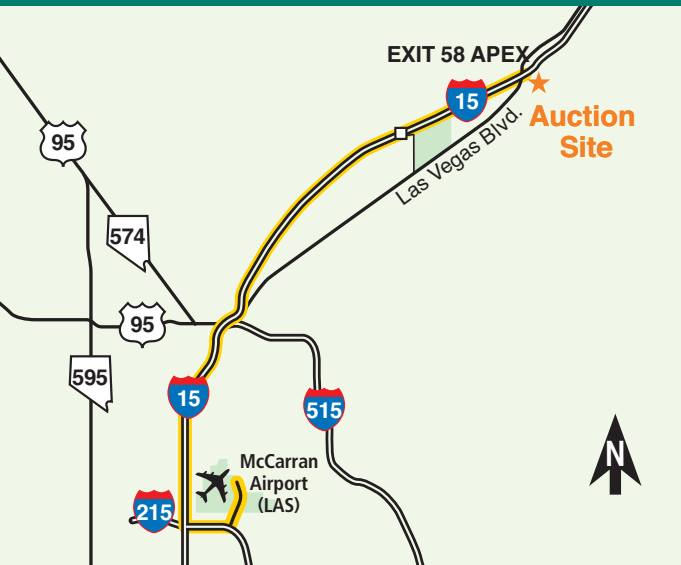 EXIT 58 APEX
15
Auction
Site
Las Vegas Blvd.
95
574
95
595
15
515
McCarran
Airport
(LAS)
215
N